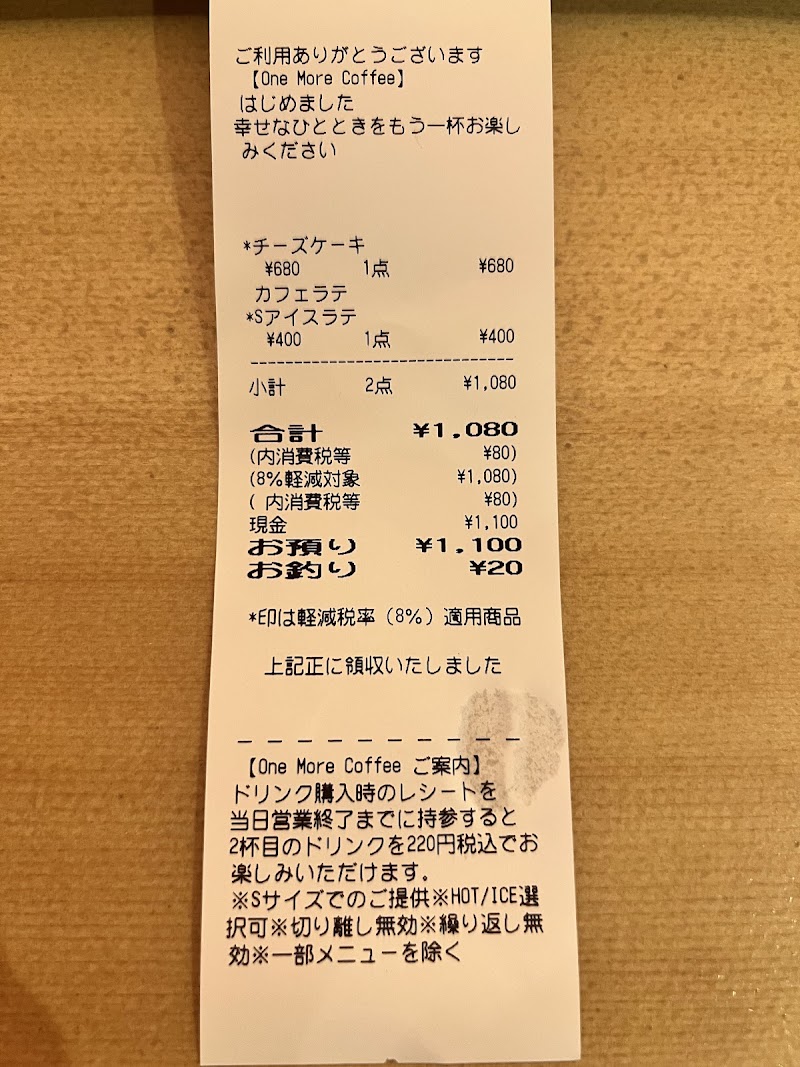 ご利用ありがとうございます
【One More Coffee】
はじめました
幸せなひとときをもう一杯お楽し
みください
*チーズケーキ
¥680 1点 ¥680
カフェラテ
*Sアイスラテ
¥400 1点 ¥400
小計 2点 ¥1,080
合計 ¥1,080
(内消費税等 ¥80)
(8%軽減対象 ¥1,080)
( 内消費税等 ¥80)
現金 ¥1,100
お預り ¥1,100
お釣り ¥20
*印は軽減税率（8%）適用商品
上記正に領収いたしました
【One More Coffee ご案内】
ドリンク購入時のレシートを
当日営業終了までに持参すると
2杯目のドリンクを220円税込でお
楽しみいただけます。
※Sサイズでのご提供※HOT/ICE選
択可※切り離し無効※繰り返し無
効※一部メニューを除く